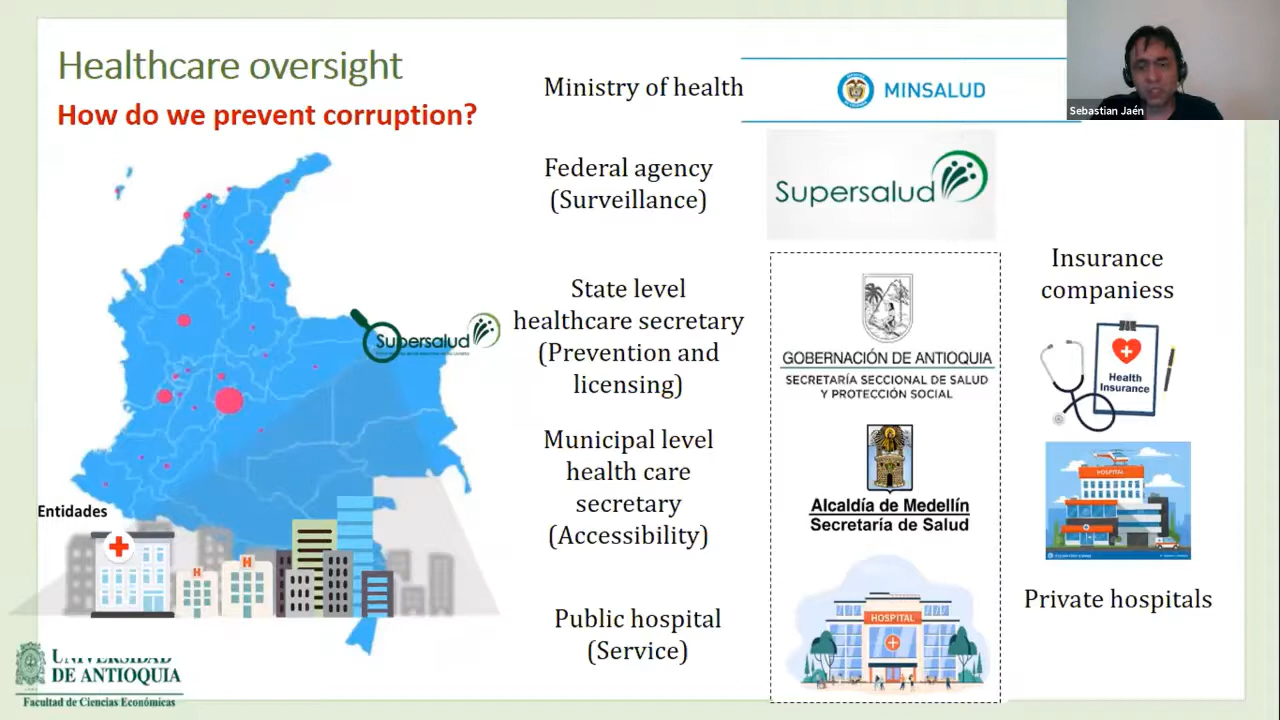 Healthcare oversight
How do we prevent corruption?
Ministry of health
MINSALUD
Sebastian Jaén
Federal agency
(Surveillance)
Supersalud
State level
healthcare secretary
(Prevention and
licensing)
GOBERNACIÓN DE ANTIOQUIA
SECRETARÍA SECCIONAL DE SALUD
Y PROTECCIÓN SOCIAL
Insurance
companiess
Health
Insurance
Supersalud
Municipal level
health care
secretary
(Accessibility)
Alcaldía de Medellín
Secretaría de Salud
HOSPITAL
Private hospitals
Entidades
H
H
Public hospital
(Service)
HOSPITAL
UNIVERSIDAD
DE ANTIOQUIA
Facultad de Ciencias Económicas